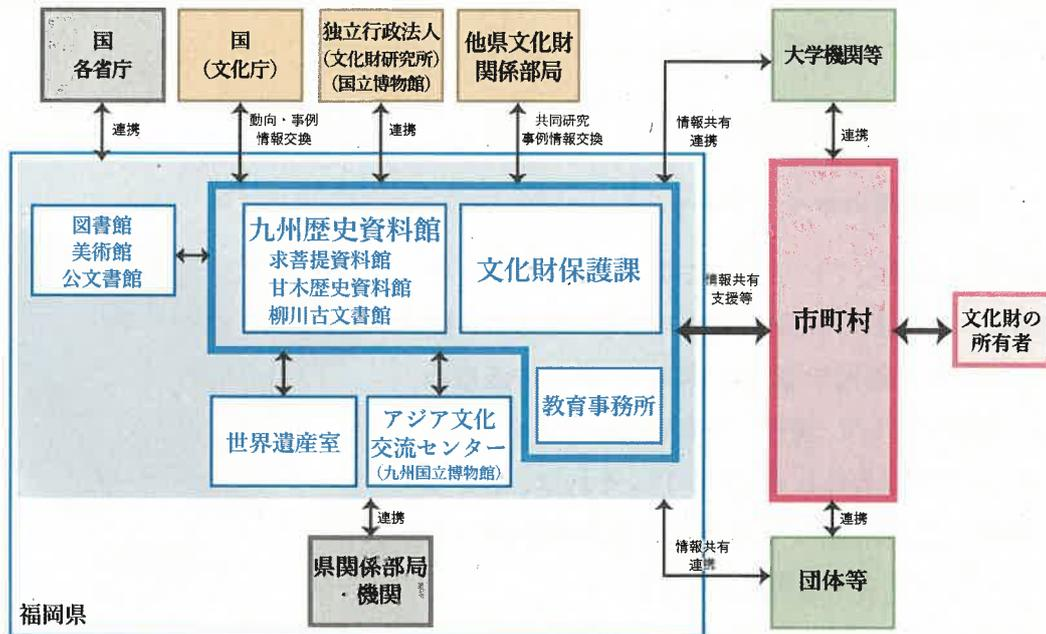 国
各省庁
国
(文化庁)
独立行政法人
(文化財研究所)
(国立博物館)
他県文化財
関係部局
大学機関等
連携
動向・事例
情報交換
連携
共同研究
事例情報交換
情報共有
連携
連携
図書館
美術館
公文書館
九州歴史資料館
求菩提資料館
甘木歴史資料館
柳川古文書館
文化財保護課
情報共有
支援等
市町村
文化財の
所有者
世界遺産室
アジア文化
交流センター
(九州国立博物館)
教育事務所
連携
県関係部局
・機関
情報共有
連携
連携
団体等
福岡県